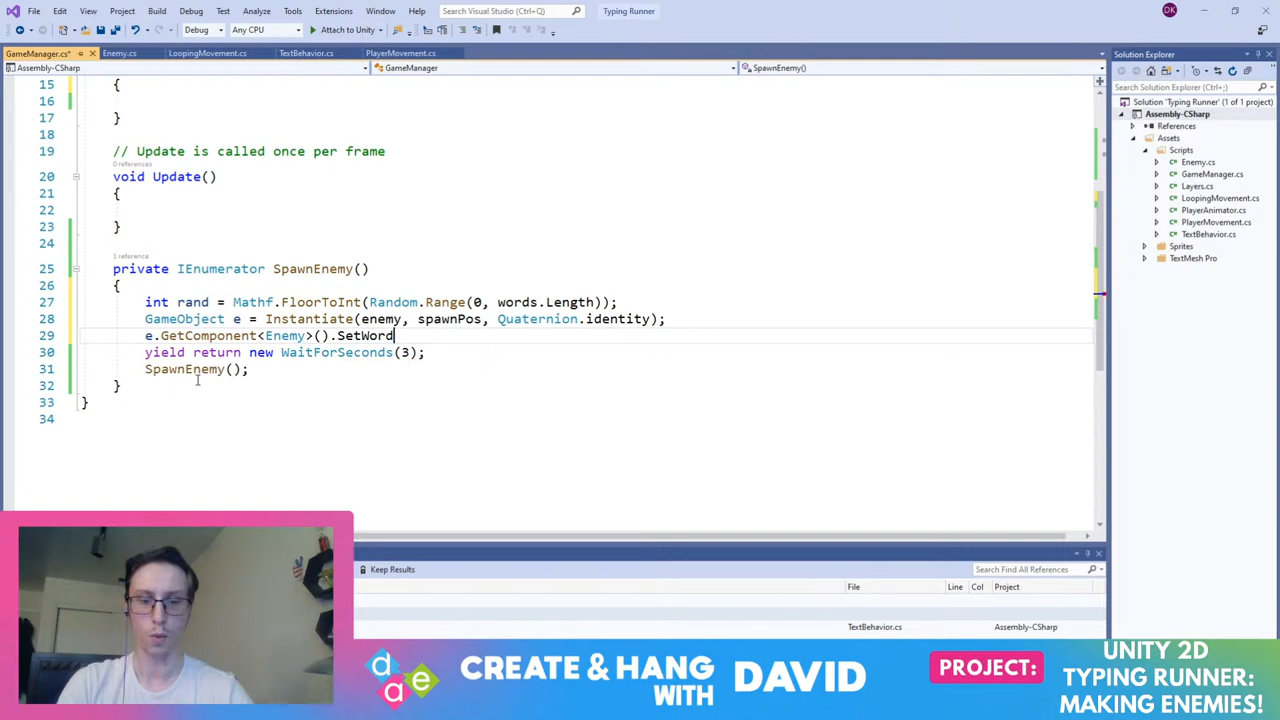 File Edit View Project Build Debug Test Analyze Tools Extensions Window Help Search Visual Studio (Ctrl+Q) Typing Runner DK
Debug Any CPU Attach to Unity
GameManager.cs* Enemy.cs LoopingMovement.cs TextBehavior.cs PlayerMovement.cs
Assembly-CSharp GameManager SpawnEnemy()
15 {
16
17 }
18
19 // Update is called once per frame
0 references
20 void Update()
21 {
22
23 }
24
1 reference
25 private IEnumerator SpawnEnemy()
26 {
27 int rand = Mathf.FloorToInt(Random.Range(0, words.Length));
28 GameObject e = Instantiate(enemy, spawnPos, Quaternion.identity);
29 e.GetComponent<Enemy>().SetWord
30 yield return new WaitForSeconds(3);
31 SpawnEnemy();
32 }
33 }
34
Solution Explorer
Search Solution Explorer (Ctrl+;)
Solution 'Typing Runner' (1 of 1 project)
Assembly-CSharp
References
Assets
Scripts
Enemy.cs
GameManager.cs
Layers.cs
LoopingMovement.cs
PlayerAnimator.cs
PlayerMovement.cs
TextBehavior.cs
Sprites
TextMesh Pro
Keep Results Search Find All References
File Line Col Project
TextBehavior.cs Assembly-CSharp
dae
CREATE & HANG
WITH
DAVID
PROJECT:
UNITY 2D
TYPING RUNNER:
MAKING ENEMIES!